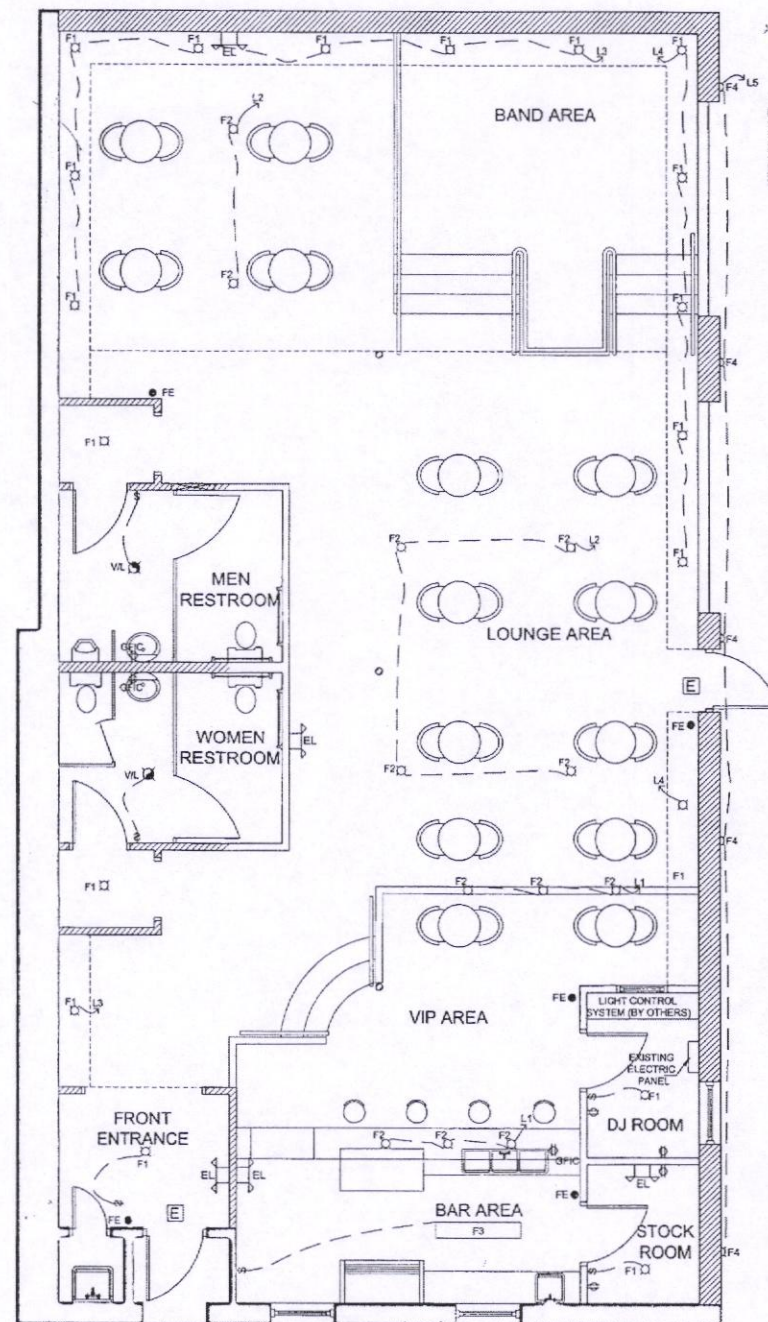 F1
F1
EL
F1
F1
F1
L3
L4
F1
F4
L5
L2
F2
BAND AREA
F1
F1
F2
F1
F1
F4
FE
F1
F1
F2
F2
L2
F1
V/L
MEN
RESTROOM
LOUNGE AREA
GFIC
F4
GFIC
E
WOMEN
RESTROOM
EL
FE
V/L
F2
F2
L4
F4
F1
F1
F2
F2
F2
L1
FE
LIGHT CONTROL
SYSTEM (BY OTHERS)
F1
L3
VIP AREA
EXISTING
ELECTRIC
PANEL
F1
DJ ROOM
FRONT
ENTRANCE
F1
L1
F2
F2
F2
GFIC
EL
EL
EL
FE
BAR AREA
E
FE
F3
STOCK
ROOM
F4
S
S
F1